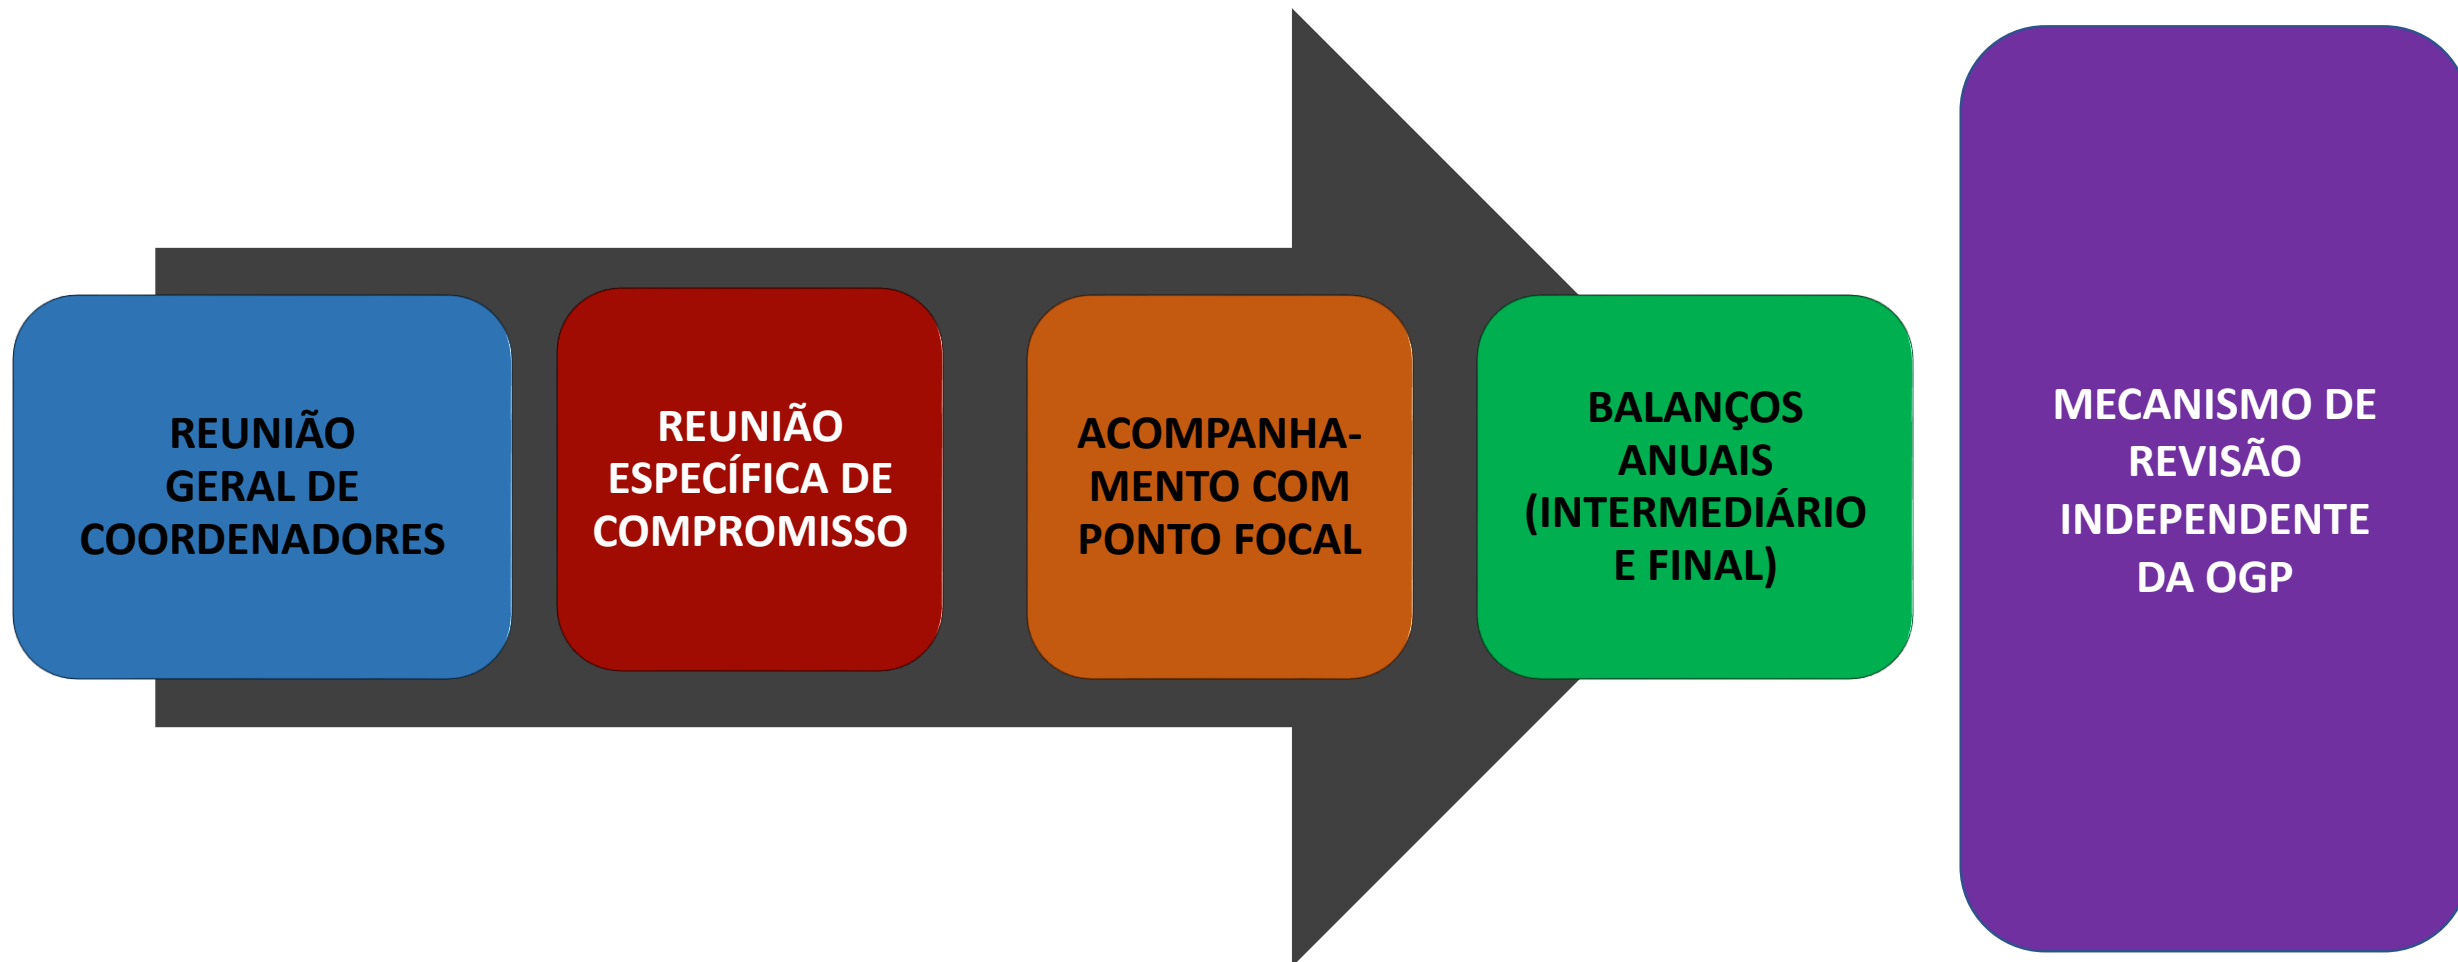 REUNIÃO
GERAL DE
COORDENADORES
REUNIÃO
ESPECÍFICA DE
COMPROMISSO
ACOMPANHA-
MENTO COM
PONTO FOCAL
BALANÇOS
ANUAIS
(INTERMEDIÁRIO
E FINAL)
MECANISMO DE
REVISÃO
INDEPENDENTE
DA OGP